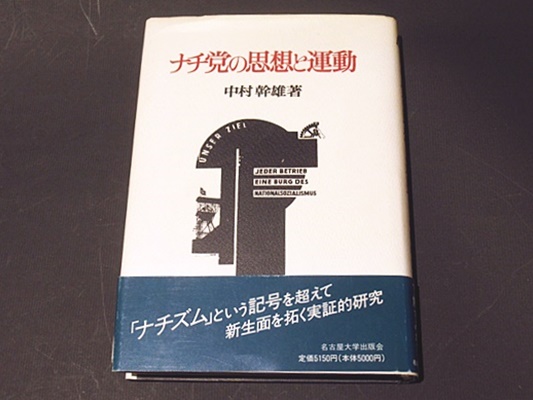 ナチ党の思想と運動
中村幹雄著
UNSER ZIEL
JEDER BETRIEB
EINE BURG DES
NATIONALSOZIALISMUS
「ナチズム」という記号を超えて
新生面を拓く実証的研究
名古屋大学出版会
定価5150円(本体5000円)